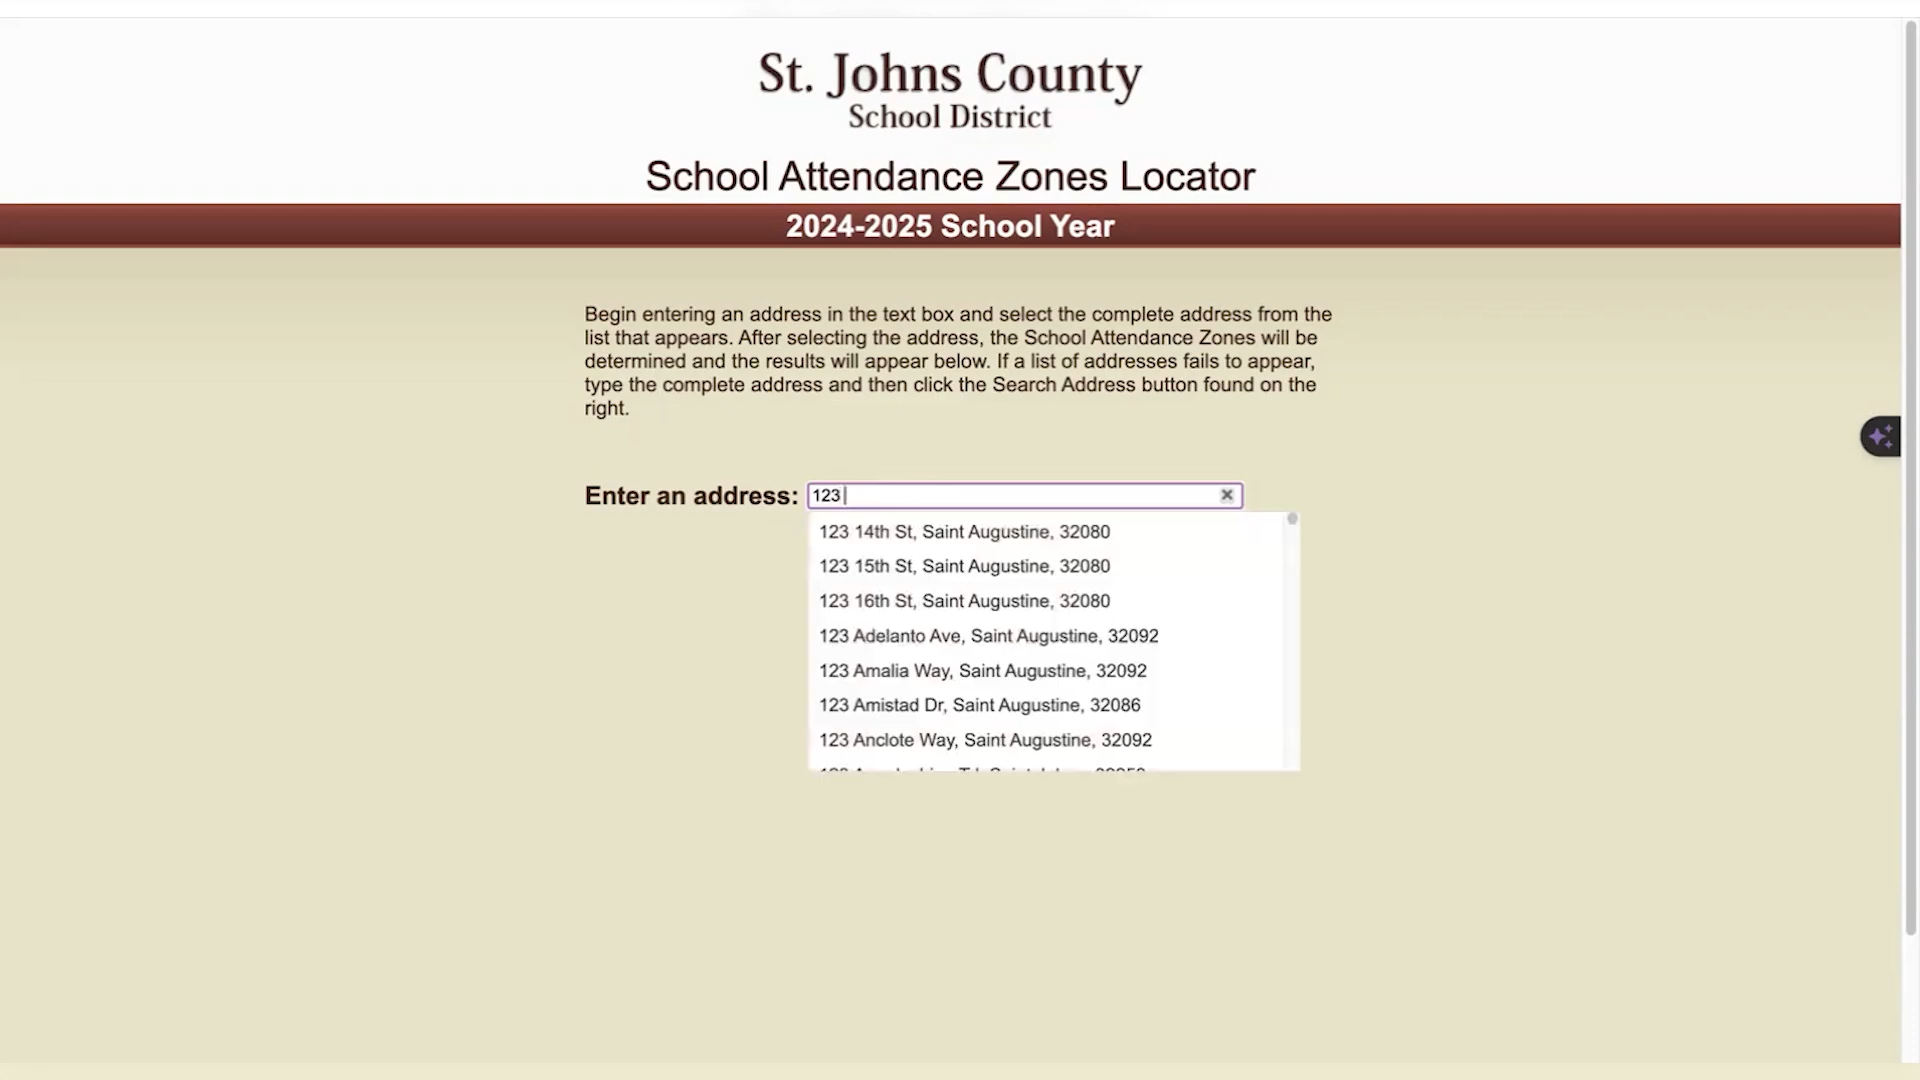 St. Johns County
School District
School Attendance Zones Locator
2024-2025 School Year
Begin entering an address in the text box and select the complete address from the
list that appears. After selecting the address, the School Attendance Zones will be
determined and the results will appear below. If a list of addresses fails to appear,
type the complete address and then click the Search Address button found on the
right.
Enter an address: 123
123 14th St, Saint Augustine, 32080
123 15th St, Saint Augustine, 32080
123 16th St, Saint Augustine, 32080
123 Adelanto Ave, Saint Augustine, 32092
123 Amalia Way, Saint Augustine, 32092
123 Amistad Dr, Saint Augustine, 32086
123 Anclote Way, Saint Augustine, 32092